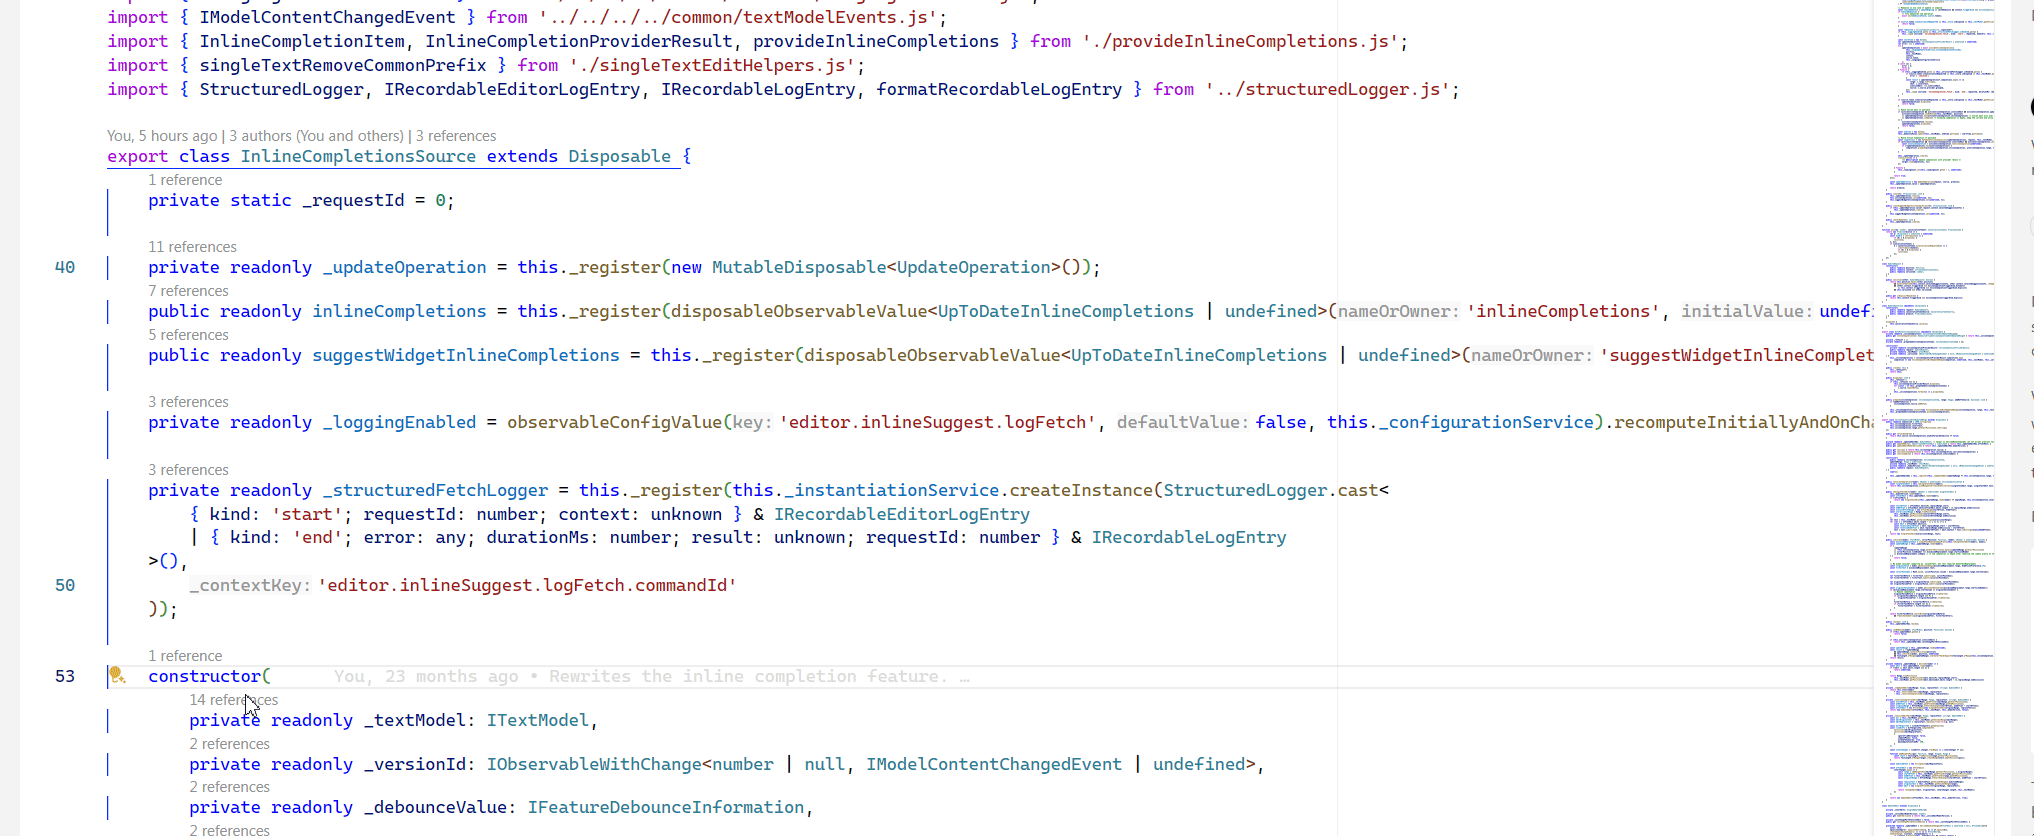 import { IModelContentChangedEvent } from '../../../../common/textModelEvents.js';
import { InlineCompletionItem, InlineCompletionProviderResult, provideInlineCompletions } from './provideInlineCompletions.js';
import { singleTextRemoveCommonPrefix } from './singleTextEditHelpers.js';
import { StructuredLogger, IRecordableEditorLogEntry, IRecordableLogEntry, formatRecordableLogEntry } from '../structuredLogger.js';
You, 5 hours ago | 3 authors (You and others) | 3 references
export class InlineCompletionsSource extends Disposable {
1 reference
private static _requestId = 0;
11 references
40 private readonly _updateOperation = this._register(new MutableDisposable<UpdateOperation>());
7 references
public readonly inlineCompletions = this._register(disposableObservableValue<UpToDateInlineCompletions | undefined>(nameOrOwner: 'inlineCompletions', initialValue: undef
5 references
public readonly suggestWidgetInlineCompletions = this._register(disposableObservableValue<UpToDateInlineCompletions | undefined>(nameOrOwner: 'suggestWidgetInlineComplet
3 references
private readonly _loggingEnabled = observableConfigValue(key: 'editor.inlineSuggest.logFetch', defaultValue: false, this._configurationService).recomputeInitiallyAndOnCha
3 references
private readonly _structuredFetchLogger = this._register(this._instantiationService.createInstance(StructuredLogger.cast<
{ kind: 'start'; requestId: number; context: unknown } & IRecordableEditorLogEntry
| { kind: 'end'; error: any; durationMs: number; result: unknown; requestId: number } & IRecordableLogEntry
>(),
50 _contextKey: 'editor.inlineSuggest.logFetch.commandId'
));
1 reference
53 constructor( You, 23 months ago • Rewrites the inline completion feature. …
14 references
private readonly _textModel: ITextModel,
2 references
private readonly _versionId: IObservableWithChange<number | null, IModelContentChangedEvent | undefined>,
2 references
private readonly _debounceValue: IFeatureDebounceInformation,
2 references